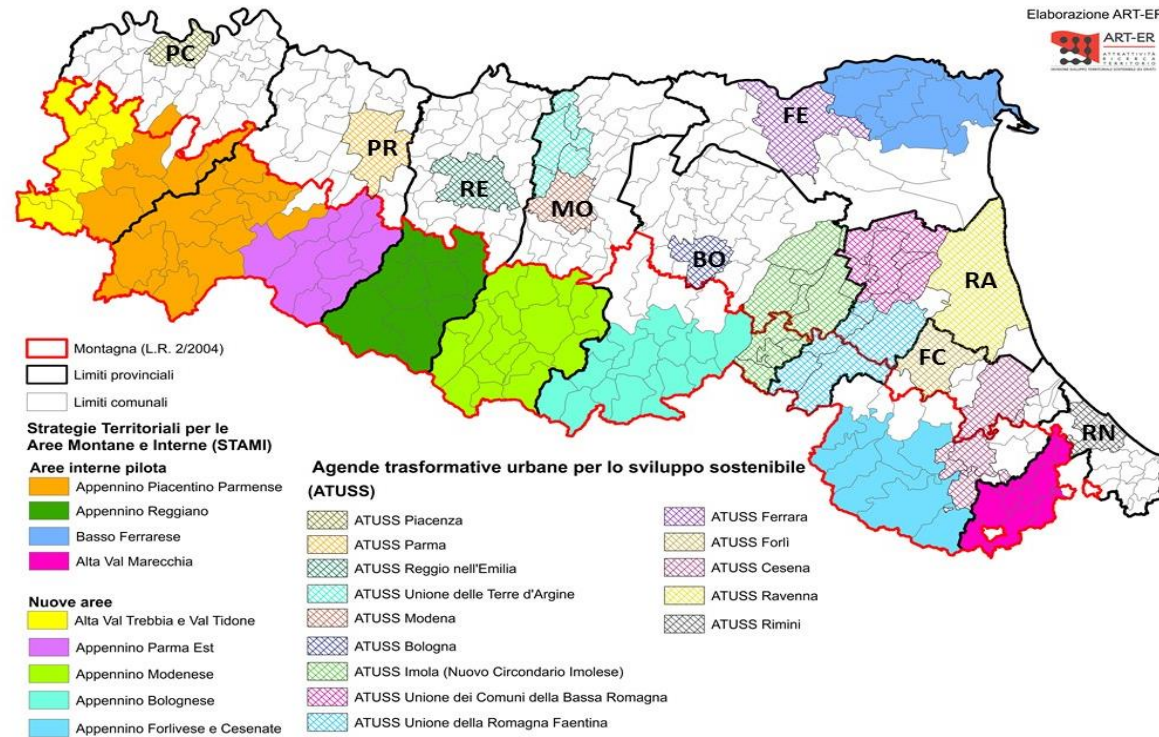 Elaborazione ART-ER
ART-ER
ATTRATTIVITÀ
RICERCA
TERRITORIO
PC
PR
RE
MO
BO
FE
RA
FC
RN
Montagna (L.R. 2/2004)
Limiti provinciali
Limiti comunali
Strategie Territoriali per le
Aree Montane e Interne (STAMI)
Aree interne pilota
Appennino Piacentino Parmense
Appennino Reggiano
Basso Ferrarese
Alta Val Marecchia
Nuove aree
Alta Val Trebbia e Val Tidone
Appennino Parma Est
Appennino Modenese
Appennino Bolognese
Appennino Forlivese e Cesenate
Agende trasformative urbane per lo sviluppo sostenibile
(ATUSS)
ATUSS Piacenza
ATUSS Parma
ATUSS Reggio nell'Emilia
ATUSS Unione delle Terre d'Argine
ATUSS Modena
ATUSS Bologna
ATUSS Imola (Nuovo Circondario Imolese)
ATUSS Unione dei Comuni della Bassa Romagna
ATUSS Unione della Romagna Faentina
ATUSS Ferrara
ATUSS Forlì
ATUSS Cesena
ATUSS Ravenna
ATUSS Rimini